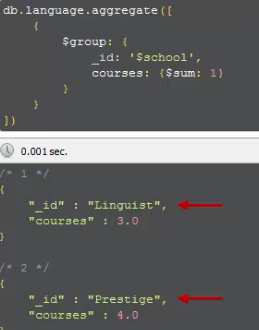 db.language.aggregate([
{
$group: {
_id: '$school',
courses: {$sum: 1}
}
}
])
0.001 sec.
/* 1 */
{
"_id" : "Linguist",
"courses" : 3.0
}
/* 2 */
{
"_id" : "Prestige",
"courses" : 4.0